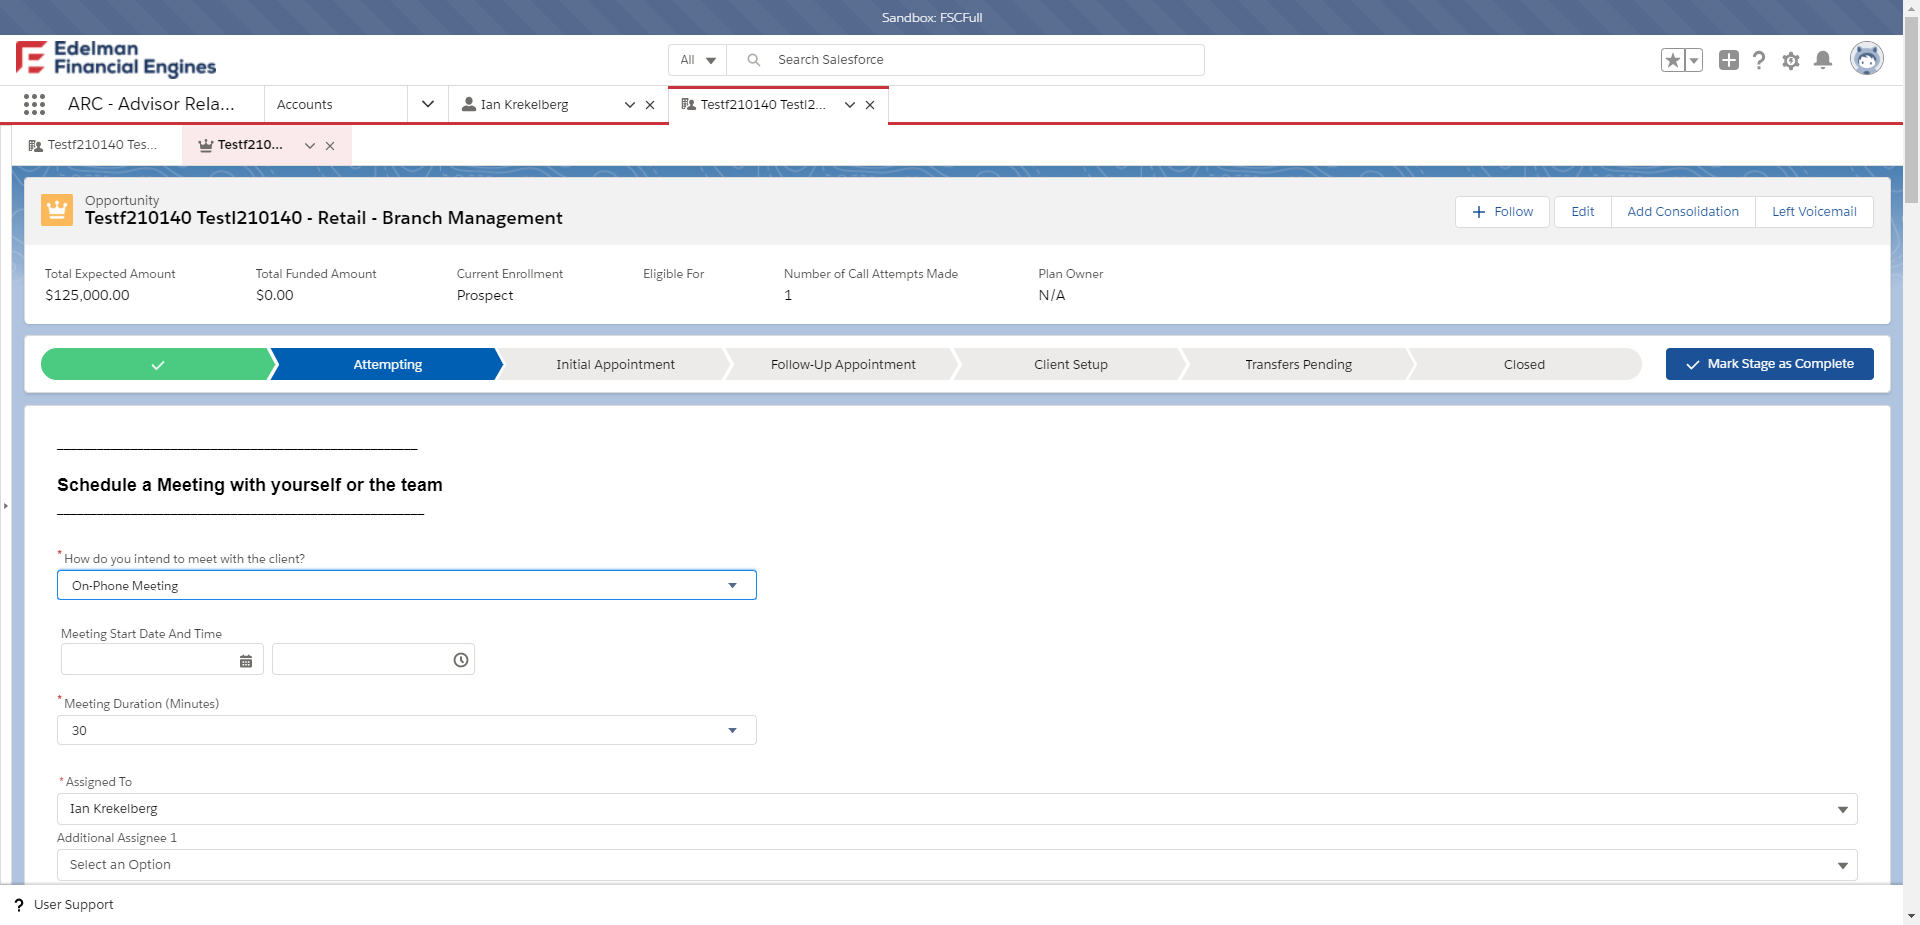 Sandbox: FSCFull
Edelman
Financial Engines
All
Search Salesforce
ARC - Advisor Rela...
Accounts
Ian Krekelberg
Testf210140 Testl2...
Testf210140 Tes...
Testf210...
Opportunity
Testf210140 Testl210140 - Retail - Branch Management
Follow
Edit
Add Consolidation
Left Voicemail
Total Expected Amount
$125,000.00
Total Funded Amount
$0.00
Current Enrollment
Prospect
Eligible For
Number of Call Attempts Made
1
Plan Owner
N/A
Attempting
Initial Appointment
Follow-Up Appointment
Client Setup
Transfers Pending
Closed
Mark Stage as Complete
Schedule a Meeting with yourself or the team
* How do you intend to meet with the client?
On-Phone Meeting
Meeting Start Date And Time
* Meeting Duration (Minutes)
30
* Assigned To
Ian Krekelberg
Additional Assignee 1
Select an Option
? User Support